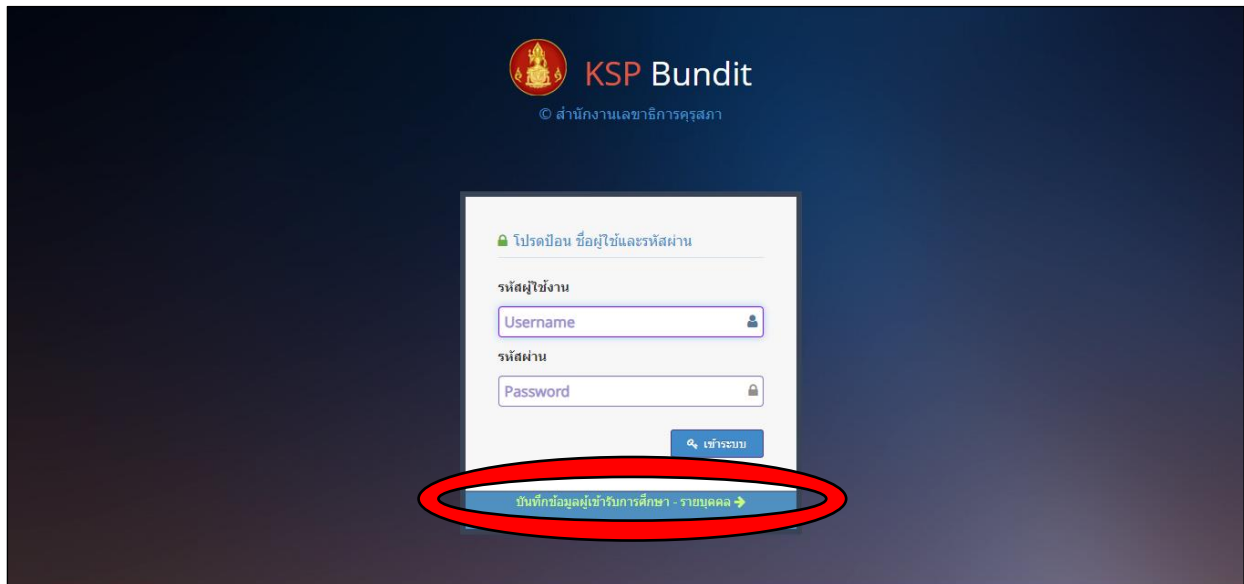 KSP Bundit
© สำนักงานเลขาธิการคุรุสภา
โปรดป้อน ชื่อผู้ใช้และรหัสผ่าน
รหัสผู้ใช้งาน
Username
รหัสผ่าน
Password
เข้าระบบ
บันทึกข้อมูลผู้เข้ารับการศึกษา - รายบุคคล